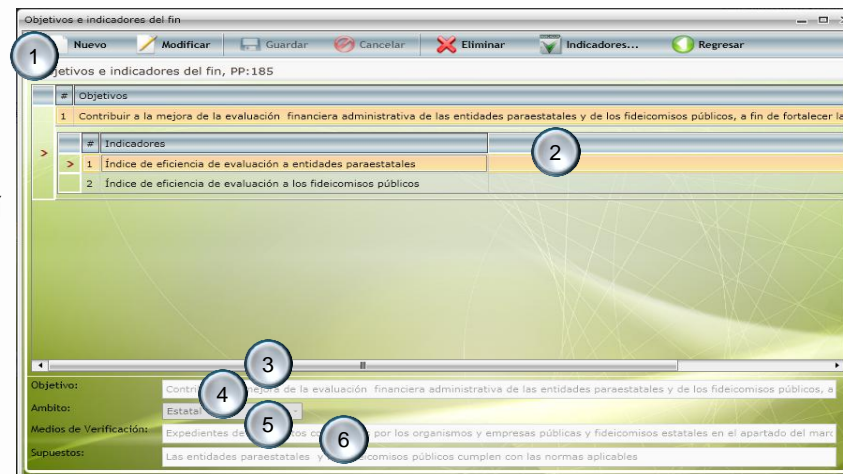 Objetivos e indicadores del fin
Nuevo Modificar Guardar Cancelar Eliminar Indicadores... Regresar
1
jetivos e indicadores del fin, PP:185
# Objetivos
1 Contribuir a la mejora de la evaluación financiera administrativa de las entidades paraestatales y de los fideicomisos públicos, a fin de fortalecer la
# Indicadores
2
> 1 Índice de eficiencia de evaluación a entidades paraestatales
2 Índice de eficiencia de evaluación a los fideicomisos públicos
3
Objetivo: Contri mejora de la evaluación financiera administrativa de las entidades paraestatales y de los fideicomisos públicos, a
4
Ambito: Estatal
5
Medios de Verificación: Expedientes de tos co por los organismos y empresas públicas y fideicomisos estatales en el apartado del marc
6
Supuestos: Las entidades paraestatales y comisos públicos cumplen con las normas aplicables